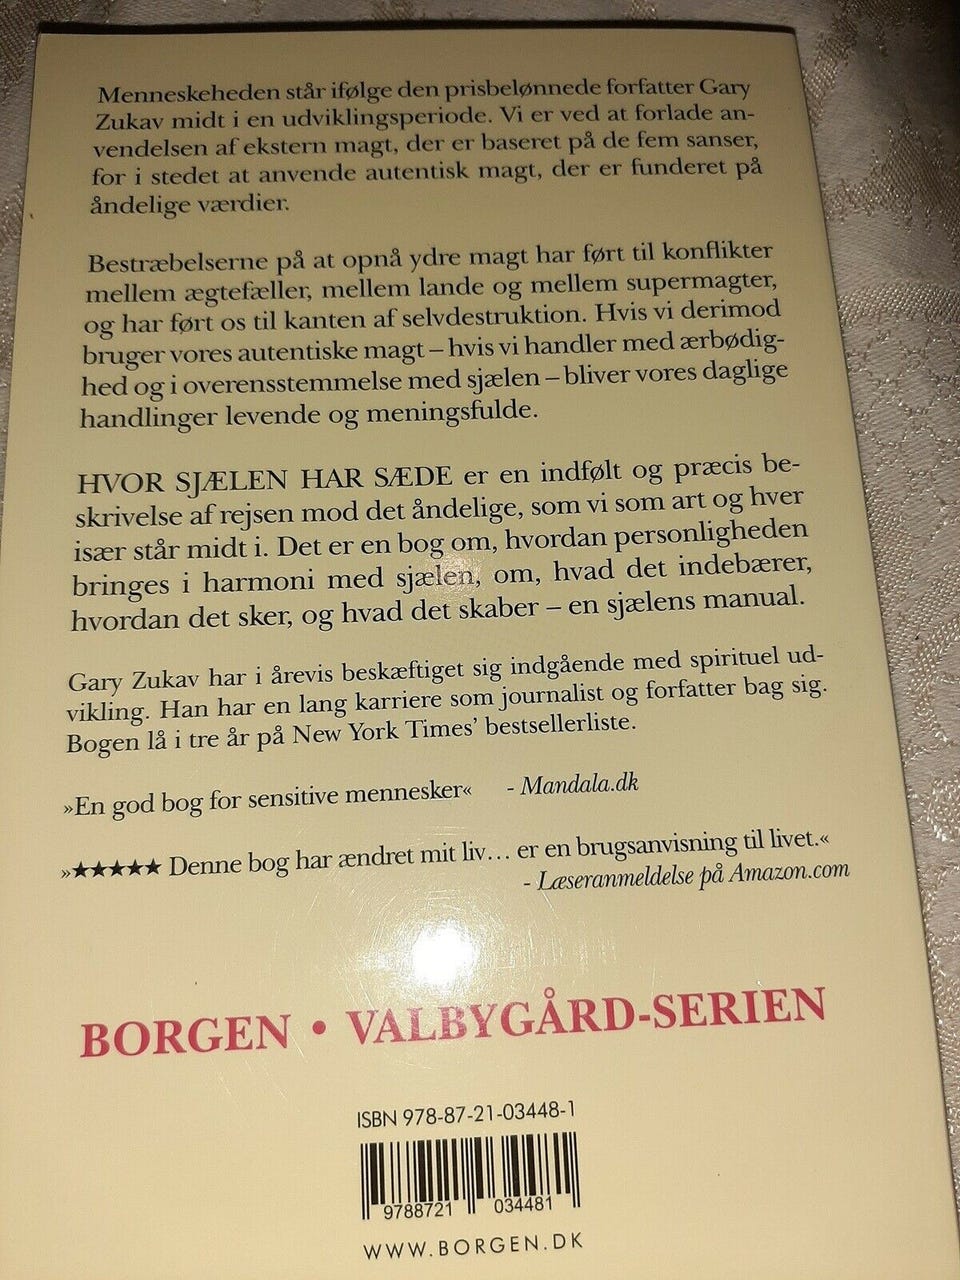 Menneskeheden står ifølge den prisbelønnede forfatter Gary
Zukav midt i en udviklingsperiode. Vi er ved at forlade an-
vendelsen af ekstern magt, der er baseret på de fem sanser,
for i stedet at anvende autentisk magt, der er funderet på
åndelige værdier.
Bestræbelserne på at opnå ydre magt har ført til konflikter
mellem ægtefæller, mellem lande og mellem supermagter,
og har ført os til kanten af selvdestruktion. Hvis vi derimod
bruger vores autentiske magt – hvis vi handler med ærbødig-
hed og i overensstemmelse med sjælen – bliver vores daglige
handlinger levende og meningsfulde.
HVOR SJÆLEN HAR SÆDE er en indfølt og præcis be-
skrivelse af rejsen mod det åndelige, som vi som art og hver
især står midt i. Det er en bog om, hvordan personligheden
bringes i harmoni med sjælen, om, hvad det indebærer,
hvordan det sker, og hvad det skaber – en sjælens manual.
Gary Zukav har i årevis beskæftiget sig indgående med spirituel ud-
vikling. Han har en lang karriere som journalist og forfatter bag sig.
Bogen lå i tre år på New York Times’ bestsellerliste.
»En god bog for sensitive mennesker« - Mandala.dk
»★★★★★ Denne bog har ændret mit liv… er en brugsanvisning til livet.«
- Læseranmeldelse på Amazon.com
BORGEN • VALBYGÅRD-SERIEN
ISBN 978-87-21-03448-1
9788721 034481
WWW.BORGEN.DK